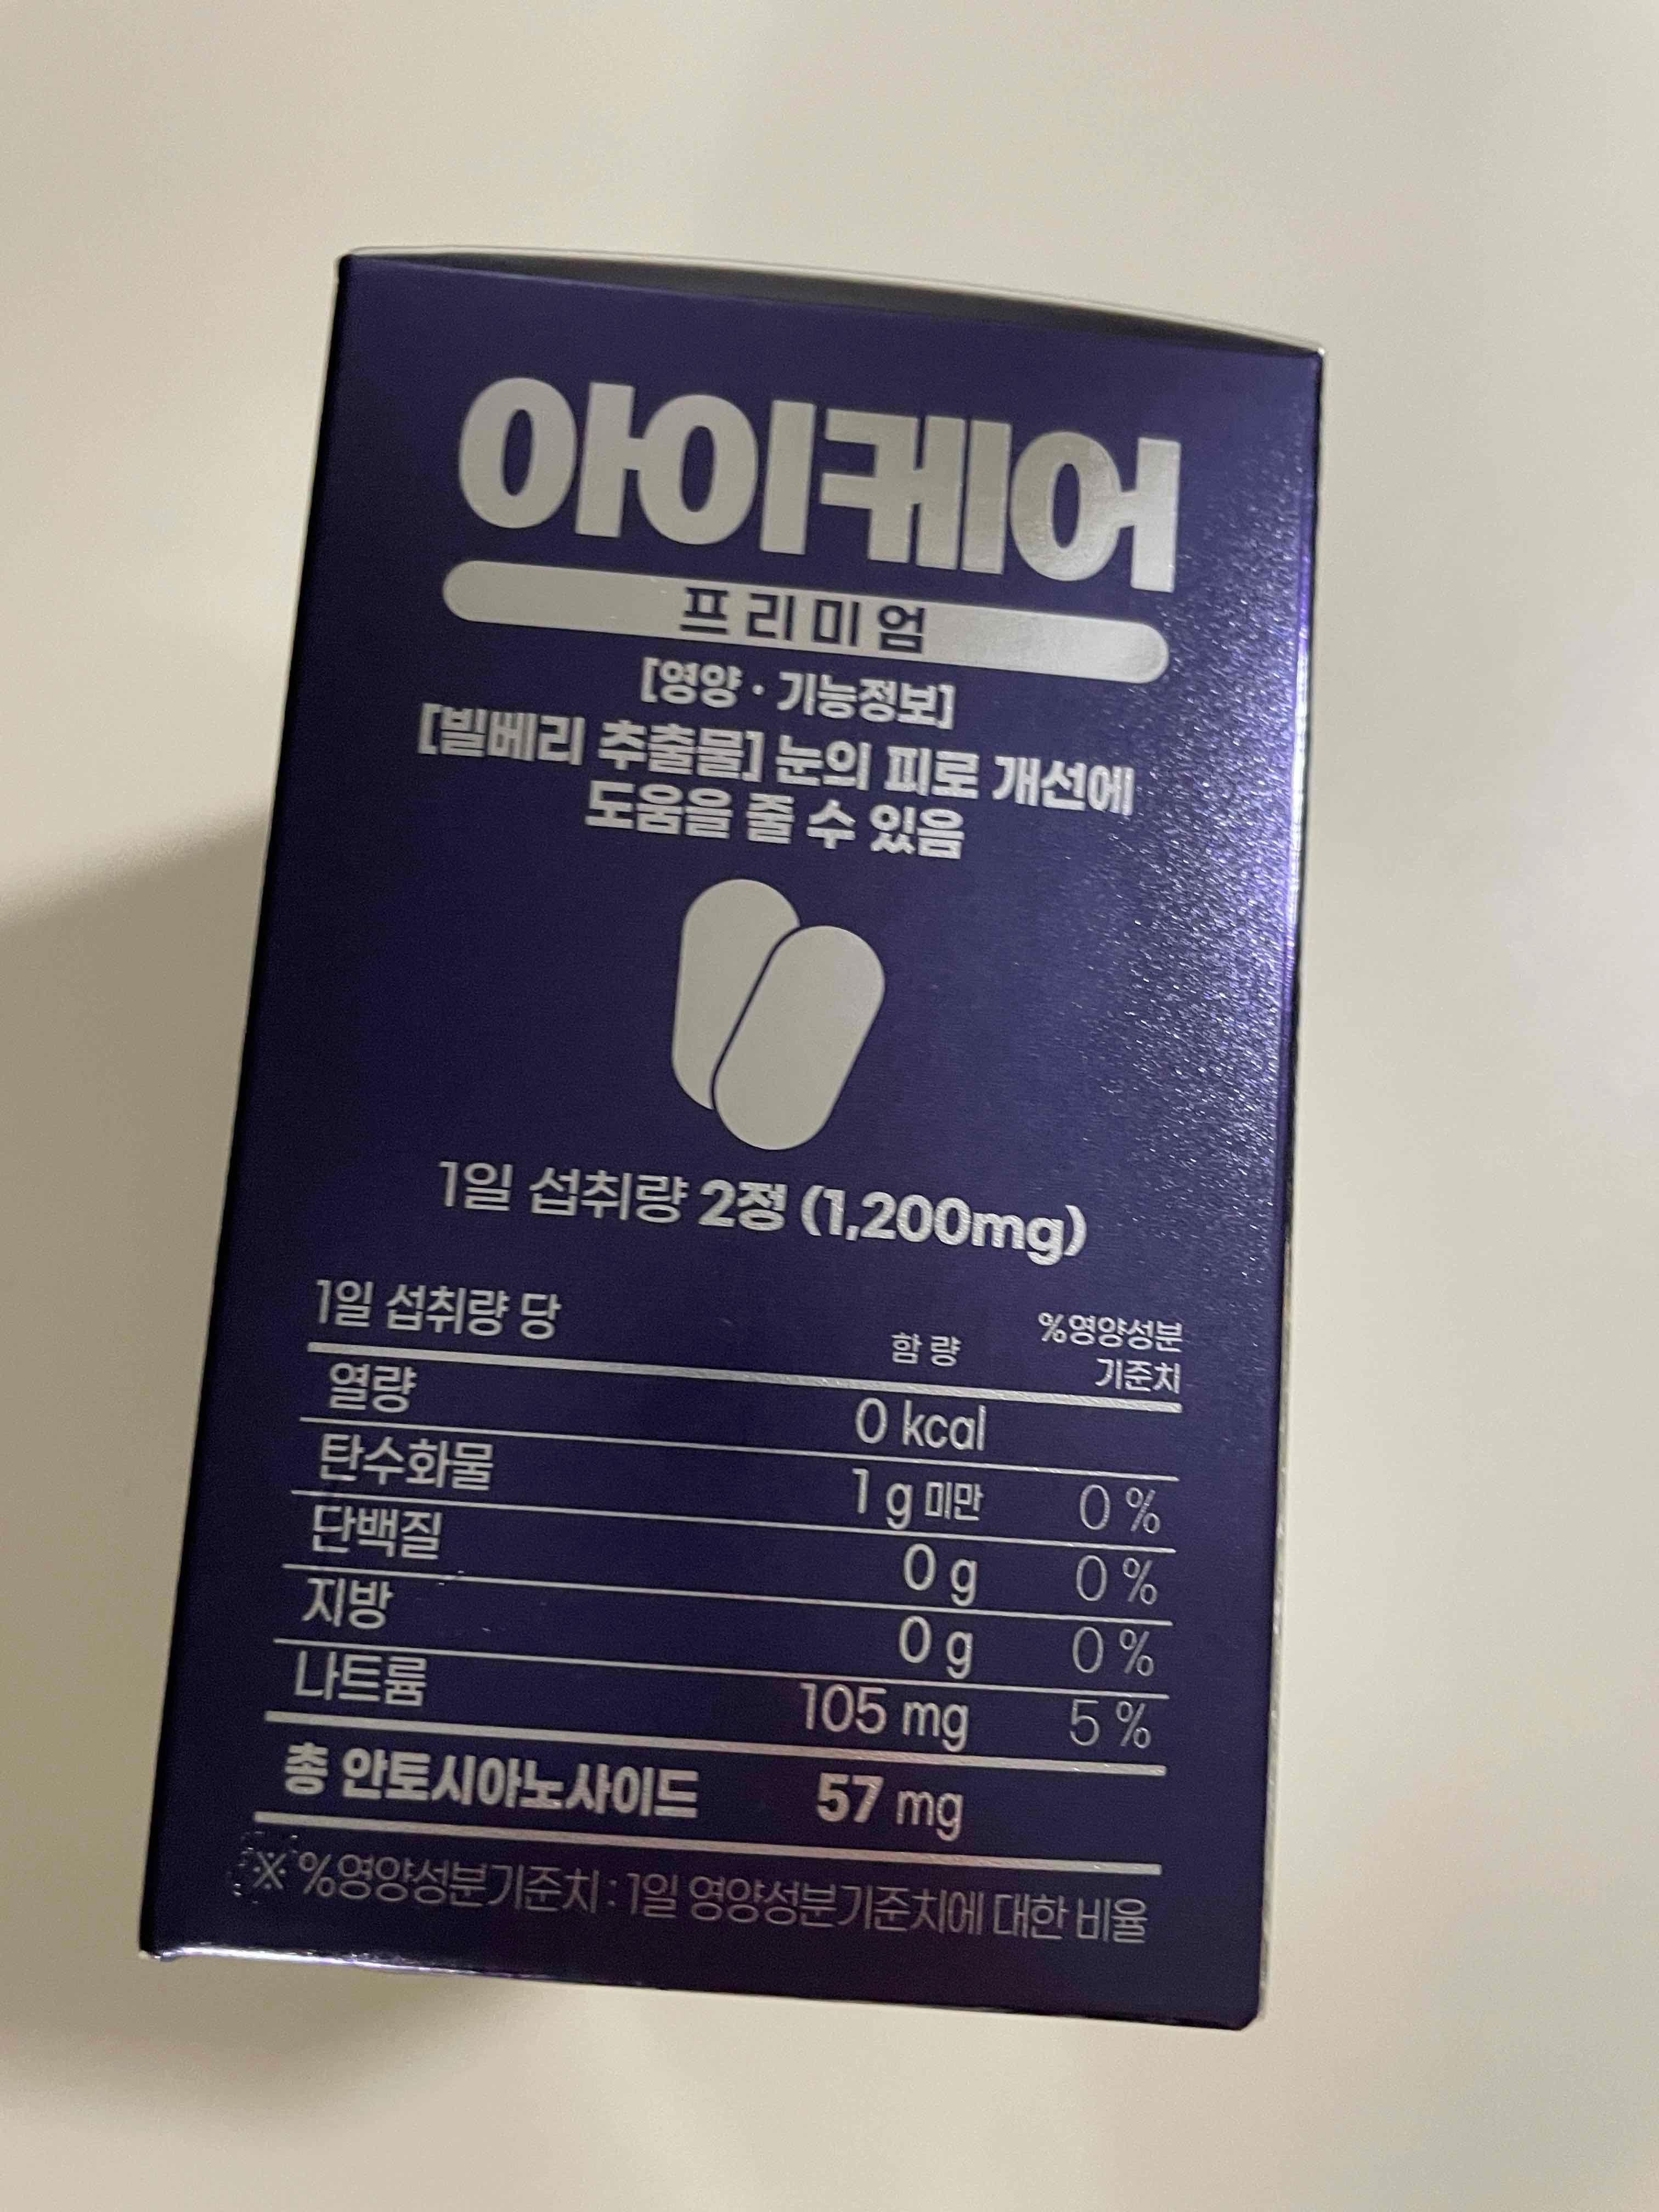 아이케어
프리미엄
[영양 · 기능정보]
[빌베리 추출물] 눈의 피로 개선에
도움을 줄 수 있음
1일 섭취량 2정 (1,200mg)
1일 섭취량 당 함 량 %영양성분
기준치
열량 0 kcal
탄수화물 1 g 미만 0 %
단백질 0 g 0 %
지방 0 g 0 %
나트륨 105 mg 5 %
총 안토시아노사이드 57 mg
※ %영양성분기준치 : 1일 영양성분기준치에 대한 비율